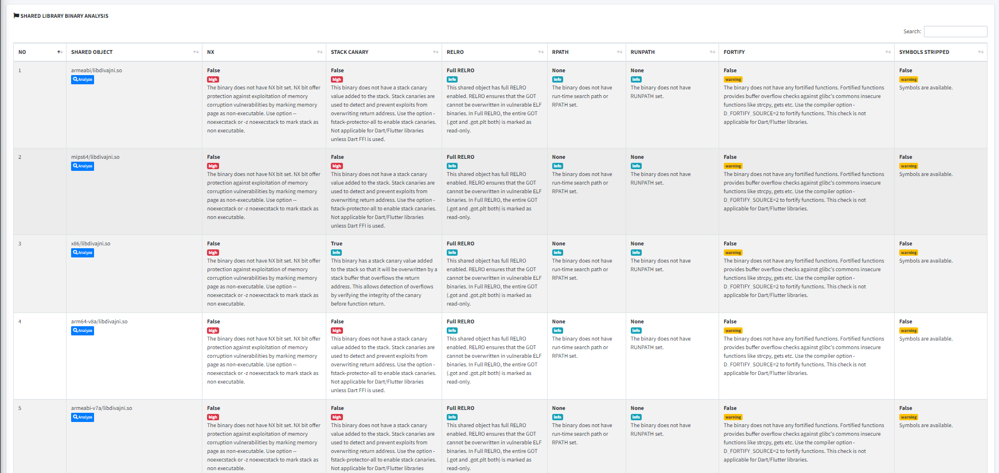 SHARED LIBRARY BINARY ANALYSIS
Search:
NO
SHARED OBJECT
NX
STACK CANARY
RELRO
RPATH
RUNPATH
FORTIFY
SYMBOLS STRIPPED
1
armeabi/libdivajni.so
Analyze
False
high
The binary does not have NX bit set. NX bit offer
protection against exploitation of memory
corruption vulnerabilities by marking memory
page as non-executable. Use option --
noexecstack or -z noexecstack to mark stack as
non executable.
False
high
This binary does not have a stack canary
value added to the stack. Stack canaries are
used to detect and prevent exploits from
overwriting return address. Use the option -
fstack-protector-all to enable stack canaries.
Not applicable for Dart/Flutter libraries
unless Dart FFI is used.
Full RELRO
info
This shared object has full RELRO
enabled. RELRO ensures that the GOT
cannot be overwritten in vulnerable ELF
binaries. In Full RELRO, the entire GOT
(.got and .got.plt both) is marked as
read-only.
None
info
The binary does not have
run-time search path or
RPATH set.
None
info
The binary does not have
RUNPATH set.
False
warning
The binary does not have any fortified functions. Fortified functions
provides buffer overflow checks against glibc's commons insecure
functions like strcpy, gets etc. Use the compiler option -
D_FORTIFY_SOURCE=2 to fortify functions. This check is not
applicable for Dart/Flutter libraries.
False
warning
Symbols are available.
2
mips64/libdivajni.so
Analyze
False
high
The binary does not have NX bit set. NX bit offer
protection against exploitation of memory
corruption vulnerabilities by marking memory
page as non-executable. Use option --
noexecstack or -z noexecstack to mark stack as
non executable.
False
high
This binary does not have a stack canary
value added to the stack. Stack canaries are
used to detect and prevent exploits from
overwriting return address. Use the option -
fstack-protector-all to enable stack canaries.
Not applicable for Dart/Flutter libraries
unless Dart FFI is used.
Full RELRO
info
This shared object has full RELRO
enabled. RELRO ensures that the GOT
cannot be overwritten in vulnerable ELF
binaries. In Full RELRO, the entire GOT
(.got and .got.plt both) is marked as
read-only.
None
info
The binary does not have
run-time search path or
RPATH set.
None
info
The binary does not have
RUNPATH set.
False
warning
The binary does not have any fortified functions. Fortified functions
provides buffer overflow checks against glibc's commons insecure
functions like strcpy, gets etc. Use the compiler option -
D_FORTIFY_SOURCE=2 to fortify functions. This check is not
applicable for Dart/Flutter libraries.
False
warning
Symbols are available.
3
x86/libdivajni.so
Analyze
False
high
The binary does not have NX bit set. NX bit offer
protection against exploitation of memory
corruption vulnerabilities by marking memory
page as non-executable. Use option --
noexecstack or -z noexecstack to mark stack as
non executable.
True
info
This binary has a stack canary value added
to the stack so that it will be overwritten by a
stack buffer that overflows the return
address. This allows detection of overflows
by verifying the integrity of the canary
before function return.
Full RELRO
info
This shared object has full RELRO
enabled. RELRO ensures that the GOT
cannot be overwritten in vulnerable ELF
binaries. In Full RELRO, the entire GOT
(.got and .got.plt both) is marked as
read-only.
None
info
The binary does not have
run-time search path or
RPATH set.
None
info
The binary does not have
RUNPATH set.
False
warning
The binary does not have any fortified functions. Fortified functions
provides buffer overflow checks against glibc's commons insecure
functions like strcpy, gets etc. Use the compiler option -
D_FORTIFY_SOURCE=2 to fortify functions. This check is not
applicable for Dart/Flutter libraries.
False
warning
Symbols are available.
4
arm64-v8a/libdivajni.so
Analyze
False
high
The binary does not have NX bit set. NX bit offer
protection against exploitation of memory
corruption vulnerabilities by marking memory
page as non-executable. Use option --
noexecstack or -z noexecstack to mark stack as
non executable.
False
high
This binary does not have a stack canary
value added to the stack. Stack canaries are
used to detect and prevent exploits from
overwriting return address. Use the option -
fstack-protector-all to enable stack canaries.
Not applicable for Dart/Flutter libraries
unless Dart FFI is used.
Full RELRO
info
This shared object has full RELRO
enabled. RELRO ensures that the GOT
cannot be overwritten in vulnerable ELF
binaries. In Full RELRO, the entire GOT
(.got and .got.plt both) is marked as
read-only.
None
info
The binary does not have
run-time search path or
RPATH set.
None
info
The binary does not have
RUNPATH set.
False
warning
The binary does not have any fortified functions. Fortified functions
provides buffer overflow checks against glibc's commons insecure
functions like strcpy, gets etc. Use the compiler option -
D_FORTIFY_SOURCE=2 to fortify functions. This check is not
applicable for Dart/Flutter libraries.
False
warning
Symbols are available.
5
armeabi-v7a/libdivajni.so
Analyze
False
high
The binary does not have NX bit set. NX bit offer
protection against exploitation of memory
corruption vulnerabilities by marking memory
page as non-executable. Use option --
noexecstack or -z noexecstack to mark stack as
non executable.
False
high
This binary does not have a stack canary
value added to the stack. Stack canaries are
used to detect and prevent exploits from
overwriting return address. Use the option -
fstack-protector-all to enable stack canaries.
Not applicable for Dart/Flutter libraries
Full RELRO
info
This shared object has full RELRO
enabled. RELRO ensures that the GOT
cannot be overwritten in vulnerable ELF
binaries. In Full RELRO, the entire GOT
(.got and .got.plt both) is marked as
read-only.
None
info
The binary does not have
run-time search path or
RPATH set.
None
info
The binary does not have
RUNPATH set.
False
warning
The binary does not have any fortified functions. Fortified functions
provides buffer overflow checks against glibc's commons insecure
functions like strcpy, gets etc. Use the compiler option -
D_FORTIFY_SOURCE=2 to fortify functions. This check is not
applicable for Dart/Flutter libraries.
False
warning
Symbols are available.